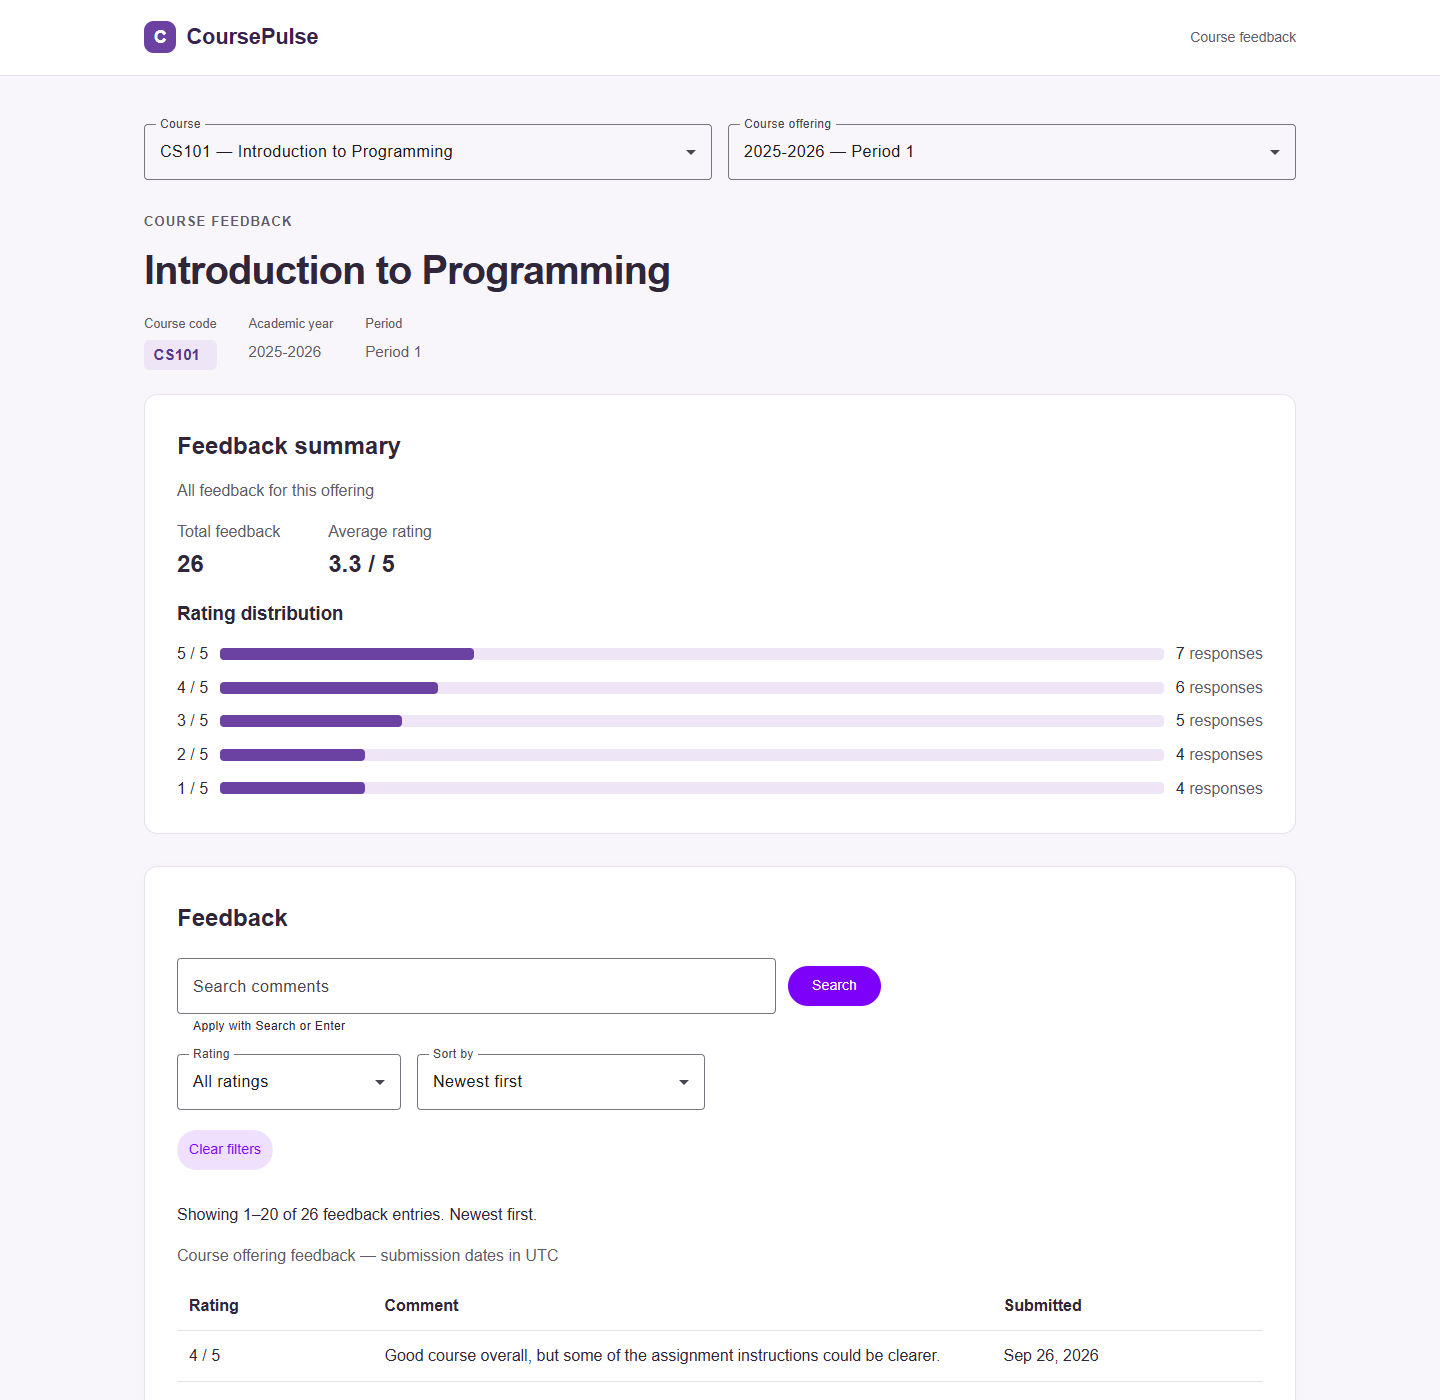 C CoursePulse
Course feedback
Course
CS101 — Introduction to Programming
Course offering
2025-2026 — Period 1
COURSE FEEDBACK
Introduction to Programming
Course code Academic year Period
CS101 2025-2026 Period 1
Feedback summary
All feedback for this offering
Total feedback Average rating
26 3.3 / 5
Rating distribution
5 / 5 7 responses
4 / 5 6 responses
3 / 5 5 responses
2 / 5 4 responses
1 / 5 4 responses
Feedback
Search comments Search
Apply with Search or Enter
Rating Sort by
All ratings Newest first
Clear filters
Showing 1–20 of 26 feedback entries. Newest first.
Course offering feedback — submission dates in UTC
Rating Comment Submitted
4 / 5 Good course overall, but some of the assignment instructions could be clearer. Sep 26, 2026